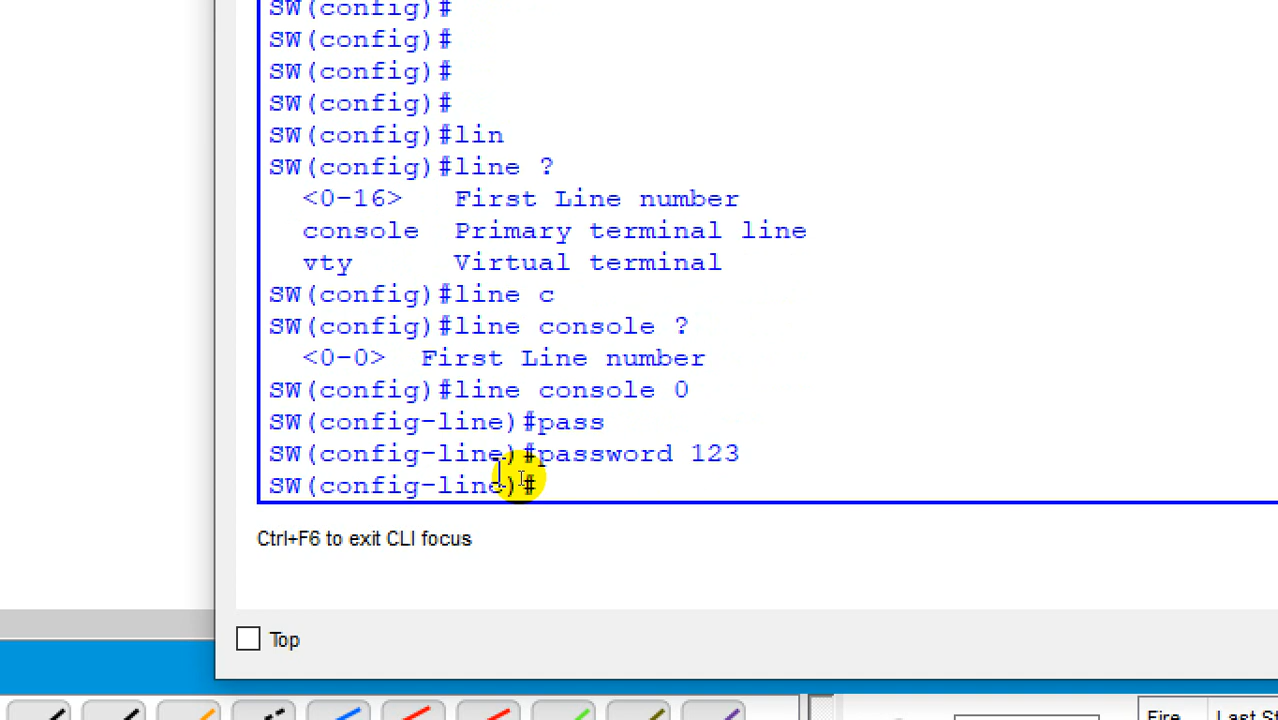 SW(config)#
SW(config)#
SW(config)#
SW(config)#
SW(config)#lin
SW(config)#line ?
<0-16> First Line number
console Primary terminal line
vty Virtual terminal
SW(config)#line c
SW(config)#line console ?
<0-0> First Line number
SW(config)#line console 0
SW(config-line)#pass
SW(config-line)#password 123
SW(config-line)#
Ctrl+F6 to exit CLI focus
Top
Fire
Last St